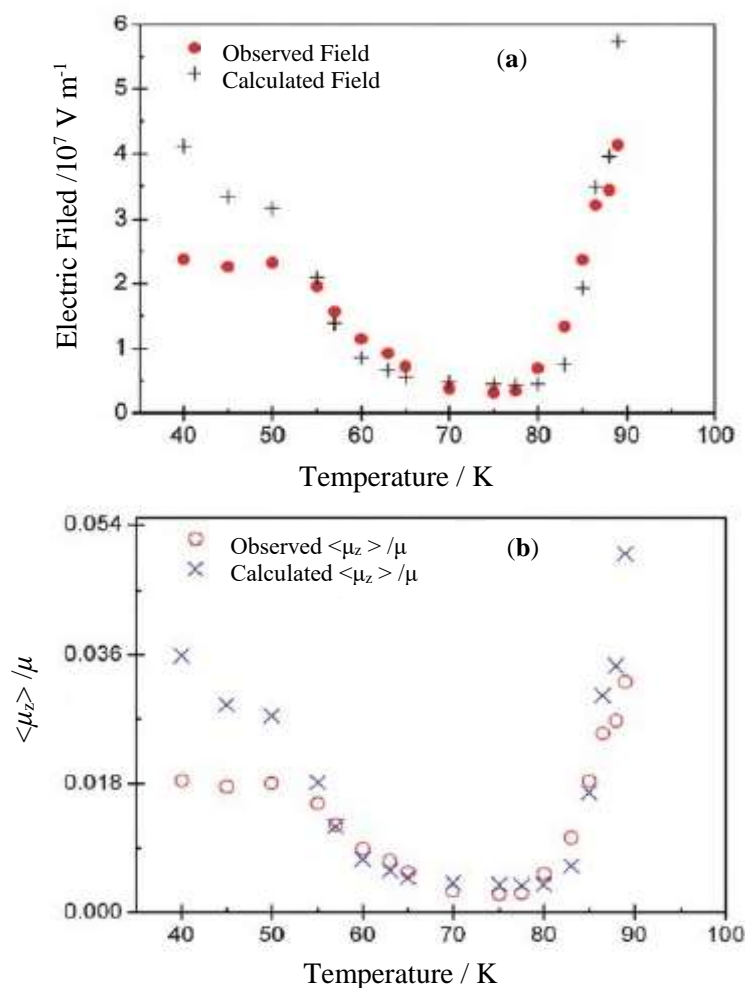 6
5
4
3
2
1
0
Electric Filed /10⁷ V m⁻¹
Observed Field
Calculated Field
(a)
40 50 60 70 80 90 100
Temperature / K
0.054
0.036
0.018
0.000
<μz>/μ
Observed <μz > /μ
Calculated <μz > /μ
(b)
40 50 60 70 80 90 100
Temperature / K